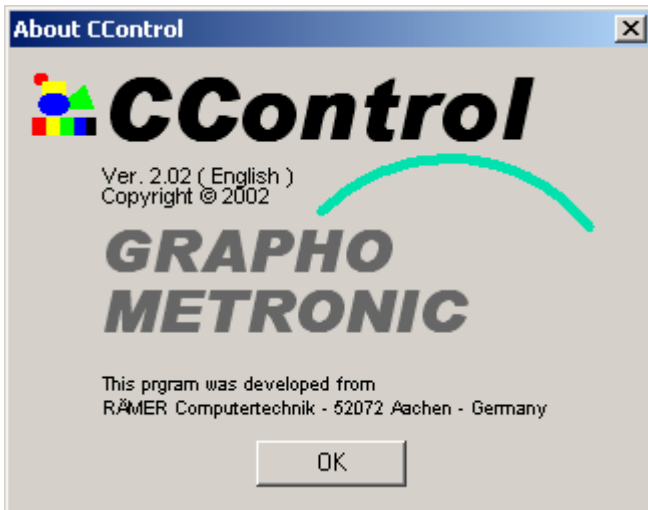 About CControl
CControl
Ver. 2.02 ( English )
Copyright © 2002
GRAPHO
METRONIC
This prgram was developed from
RÄMER Computertechnik - 52072 Aachen - Germany
OK